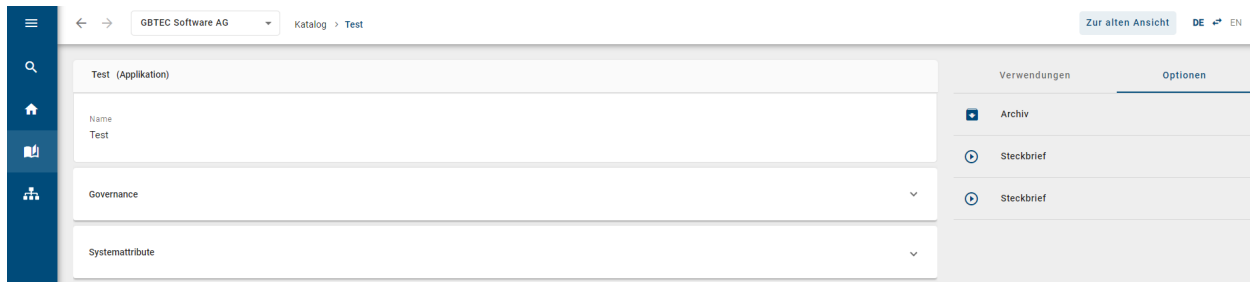 GBTEC Software AG
Katalog > Test
Zur alten Ansicht
DE
EN
Test (Applikation)
Name
Test
Governance
Systemattribute
Verwendungen
Optionen
Archiv
Steckbrief
Steckbrief